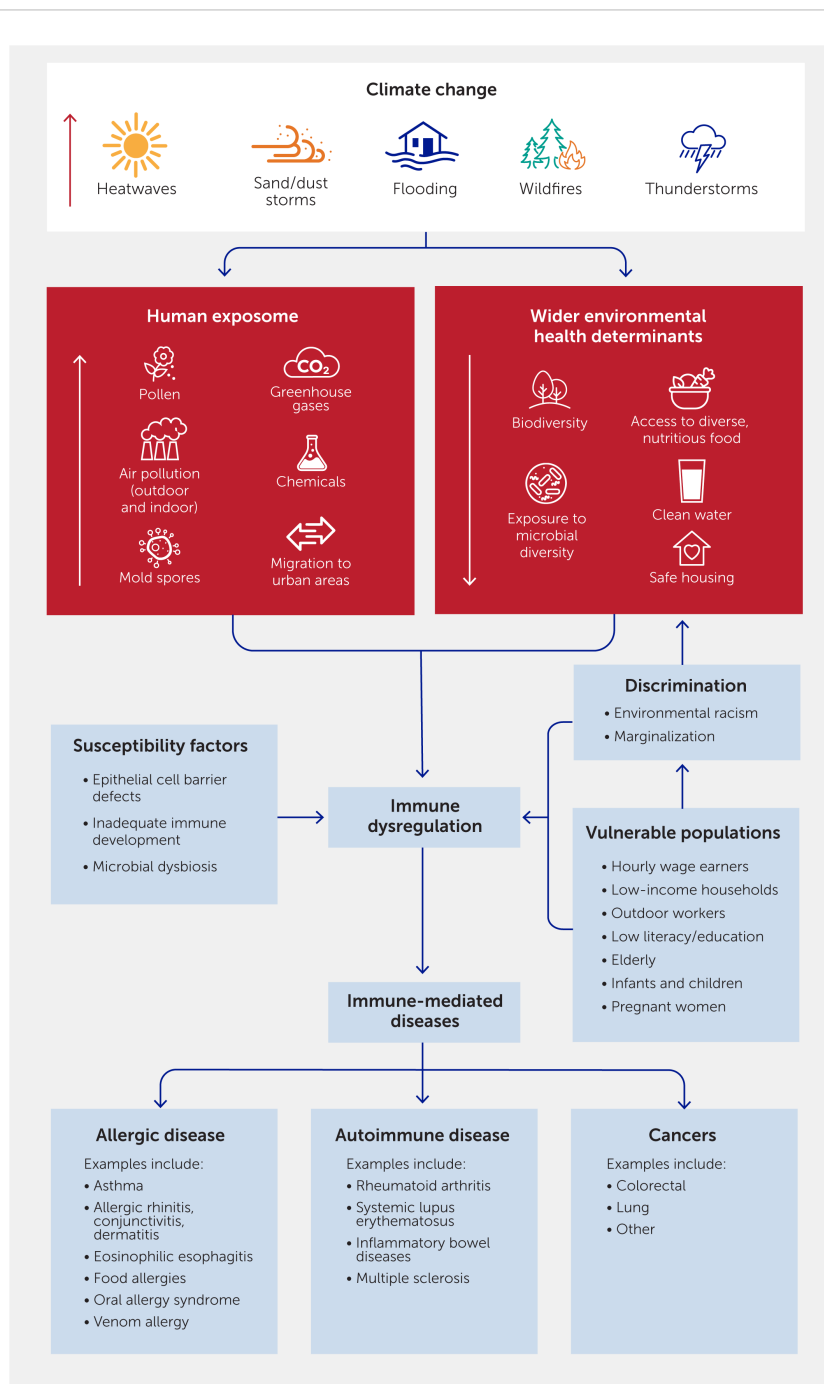 Climate change
Heatwaves
Sand/dust
storms
Flooding
Wildfires
Thunderstorms
Human exposome
Pollen
CO₂
Greenhouse
gases
Air pollution
(outdoor
and indoor)
Chemicals
Mold spores
Migration to
urban areas
Wider environmental
health determinants
Biodiversity
Access to diverse,
nutritious food
Exposure to
microbial
diversity
Clean water
Safe housing
Discrimination
• Environmental racism
• Marginalization
Susceptibility factors
• Epithelial cell barrier
defects
• Inadequate immune
development
• Microbial dysbiosis
Immune
dysregulation
Vulnerable populations
• Hourly wage earners
• Low-income households
• Outdoor workers
• Low literacy/education
• Elderly
• Infants and children
• Pregnant women
Immune-mediated
diseases
Allergic disease
Examples include:
• Asthma
• Allergic rhinitis,
conjunctivitis,
dermatitis
• Eosinophilic esophagitis
• Food allergies
• Oral allergy syndrome
• Venom allergy
Autoimmune disease
Examples include:
• Rheumatoid arthritis
• Systemic lupus
erythematosus
• Inflammatory bowel
diseases
• Multiple sclerosis
Cancers
Examples include:
• Colorectal
• Lung
• Other